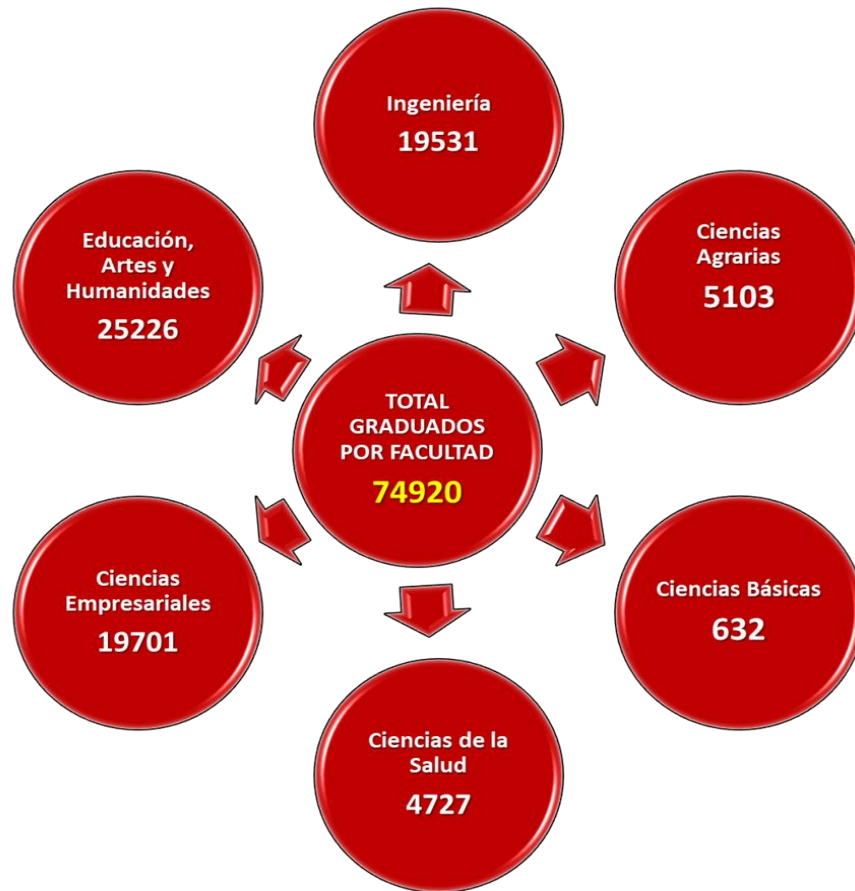 Ingeniería
19531
Educación,
Artes y
Humanidades
25226
Ciencias
Agrarias
5103
TOTAL
GRADUADOS
POR FACULTAD
74920
Ciencias
Empresariales
19701
Ciencias Básicas
632
Ciencias de la
Salud
4727